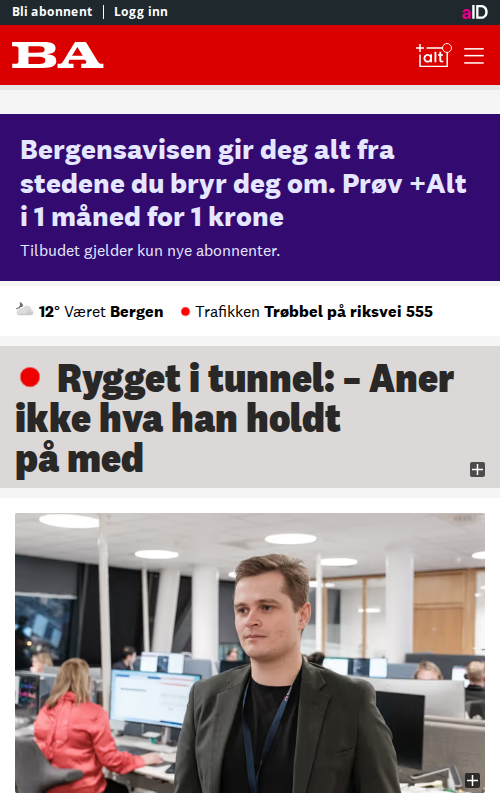 Bli abonnent | Logg inn
aID
BA
+alt
Bergensavisen gir deg alt fra
stedene du bryr deg om. Prøv +Alt
i 1 måned for 1 krone
Tilbudet gjelder kun nye abonnenter.
12° Været Bergen Trafikken Trøbbel på riksvei 555
Rygget i tunnel: – Aner
ikke hva han holdt
på med